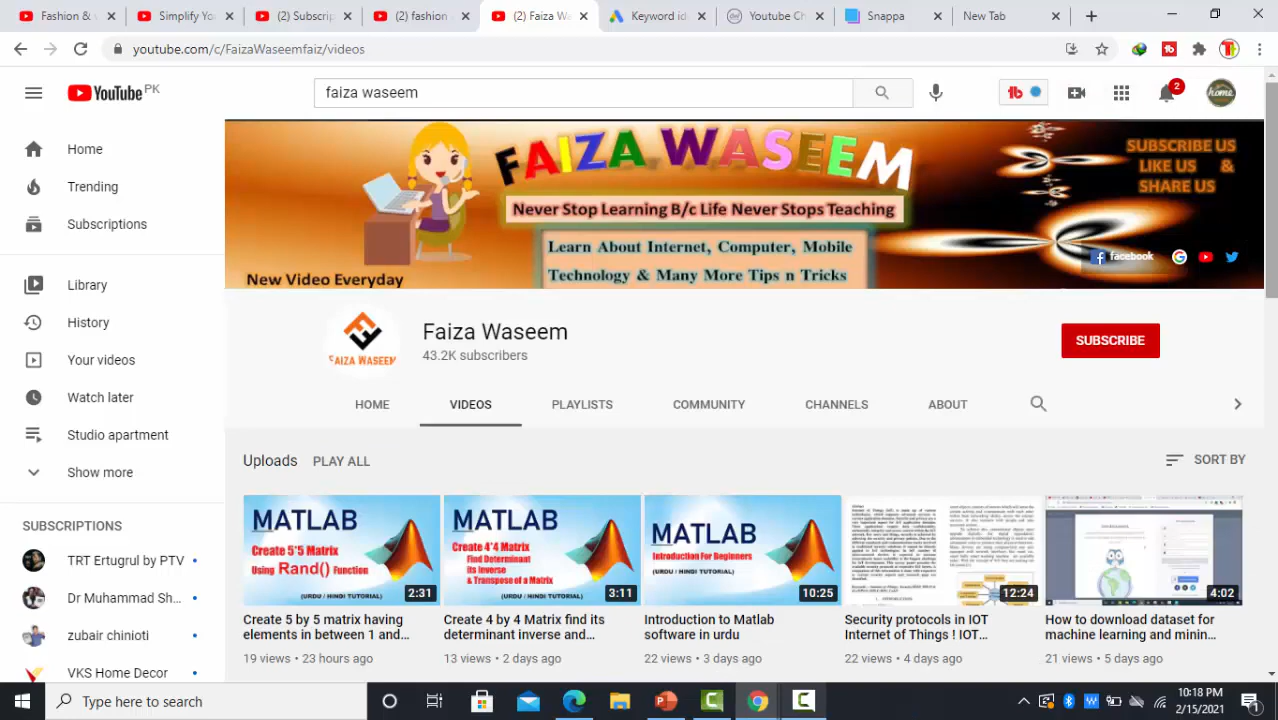 Fashion &
Simplify Yo
(2) Subscrip
(2) fashion
(2) Faiza Wa
Keyword id
Youtube Ch
Snappa
New Tab
youtube.com/c/FaizaWaseemfaiz/videos
YouTube PK
faiza waseem
2
home
Home
Trending
Subscriptions
Library
History
Your videos
Watch later
Studio apartment
Show more
SUBSCRIPTIONS
TRT Ertugrul by PTV
Dr Muhammad Sh...
zubair chinioti
VKS Home Decor
FAIZA WASEEM
Never Stop Learning B/c Life Never Stops Teaching
Learn About Internet, Computer, Mobile
Technology & Many More Tips n Tricks
New Video Everyday
SUBSCRIBE US
LIKE US &
SHARE US
facebook
FAIZA WASEEM
Faiza Waseem
43.2K subscribers
SUBSCRIBE
HOME
VIDEOS
PLAYLISTS
COMMUNITY
CHANNELS
ABOUT
Uploads
PLAY ALL
SORT BY
MATLAB
Create 5*5 Matrix
Using Rand() Function
(URDU / HINDI TUTORIAL)
2:31
Create 5 by 5 matrix having
elements in between 1 and...
19 views • 23 hours ago
MATLAB
Create 4*4 Matrix
find Determinant
Its Inverse
& Transpose of a Matrix
(URDU / HINDI TUTORIAL)
3:11
Create 4 by 4 Matrix find its
determinant inverse and...
13 views • 2 days ago
MATLAB
Introduction For Beginners
(URDU / HINDI TUTORIAL)
10:25
Introduction to Matlab
software in urdu
22 views • 3 days ago
12:24
Security protocols in IOT
Internet of Things ! IOT...
22 views • 4 days ago
4:02
How to download dataset for
machine learning and minin...
21 views • 5 days ago
Type here to search
10:18 PM
2/15/2021
1